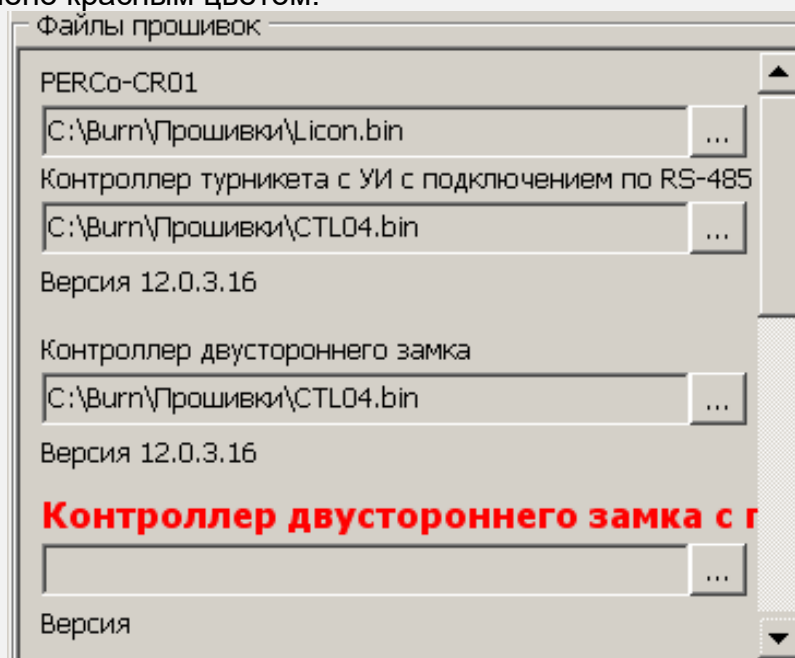 красным цветом.
Файлы прошивок
PERCo-CR01
C:\Burn\Прошивки\Licon.bin
...
Контроллер турникета с УИ с подключением по RS-485
C:\Burn\Прошивки\CTL04.bin
...
Версия 12.0.3.16
Контроллер двустороннего замка
C:\Burn\Прошивки\CTL04.bin
...
Версия 12.0.3.16
Контроллер двустороннего замка с
...
Версия